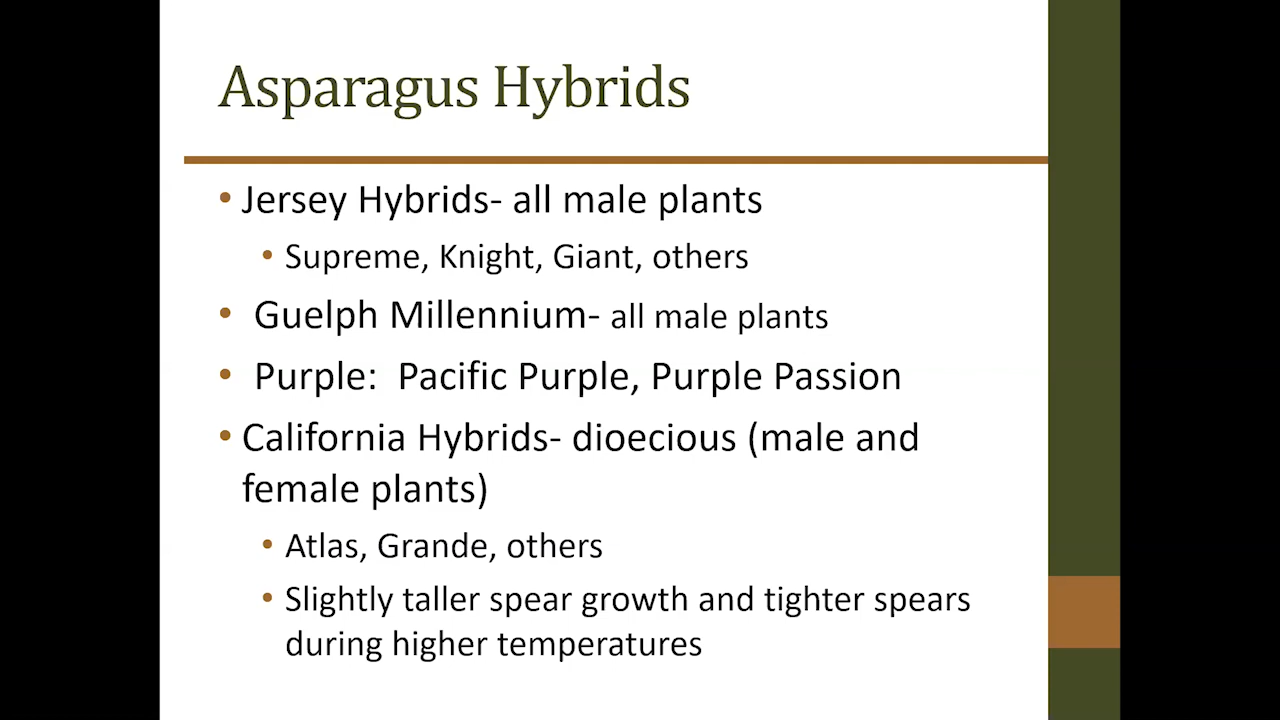 Asparagus Hybrids
• Jersey Hybrids- all male plants
• Supreme, Knight, Giant, others
• Guelph Millennium- all male plants
• Purple: Pacific Purple, Purple Passion
• California Hybrids- dioecious (male and
female plants)
• Atlas, Grande, others
• Slightly taller spear growth and tighter spears
during higher temperatures